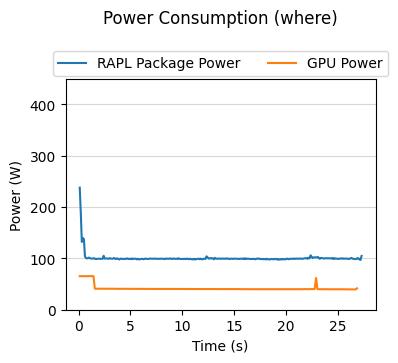 Power Consumption (where)
RAPL Package Power
GPU Power
400
300
200
100
0
Power (W)
0
5
10
15
20
25
Time (s)